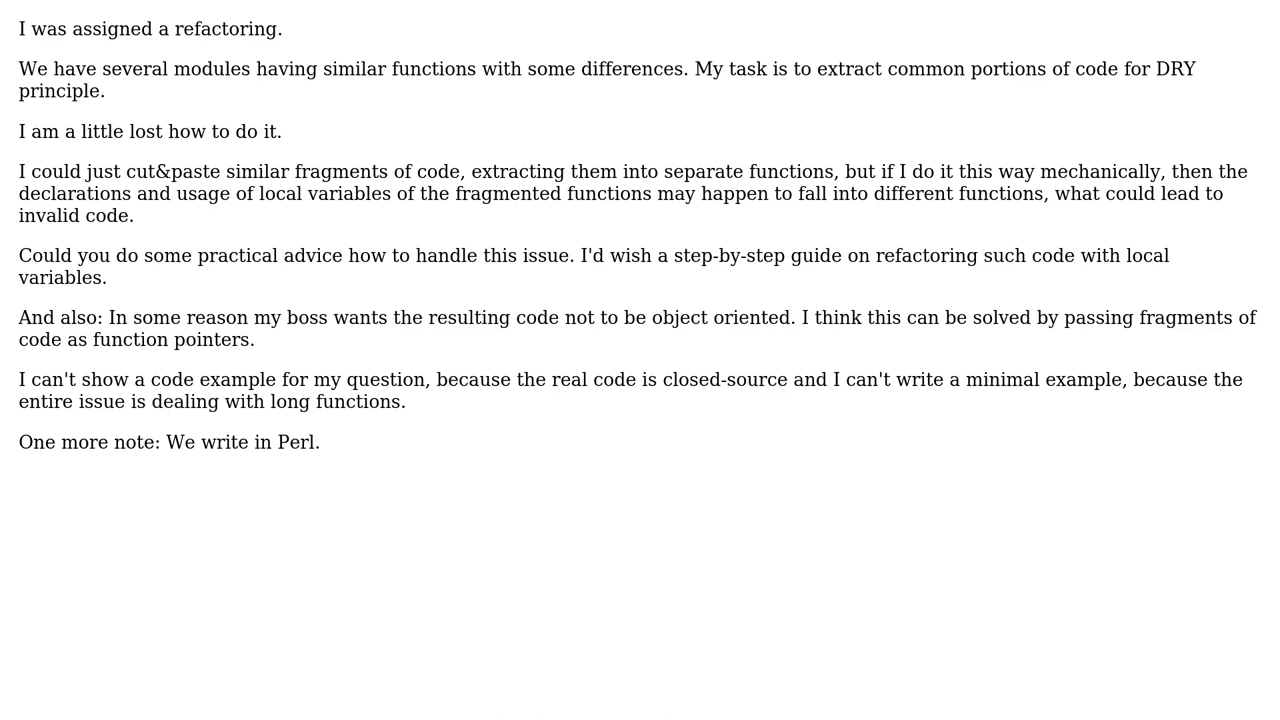 I was assigned a refactoring.
We have several modules having similar functions with some differences. My task is to extract common portions of code for DRY
principle.
I am a little lost how to do it.
I could just cut&paste similar fragments of code, extracting them into separate functions, but if I do it this way mechanically, then the
declarations and usage of local variables of the fragmented functions may happen to fall into different functions, what could lead to
invalid code.
Could you do some practical advice how to handle this issue. I'd wish a step-by-step guide on refactoring such code with local
variables.
And also: In some reason my boss wants the resulting code not to be object oriented. I think this can be solved by passing fragments of
code as function pointers.
I can't show a code example for my question, because the real code is closed-source and I can't write a minimal example, because the
entire issue is dealing with long functions.
One more note: We write in Perl.